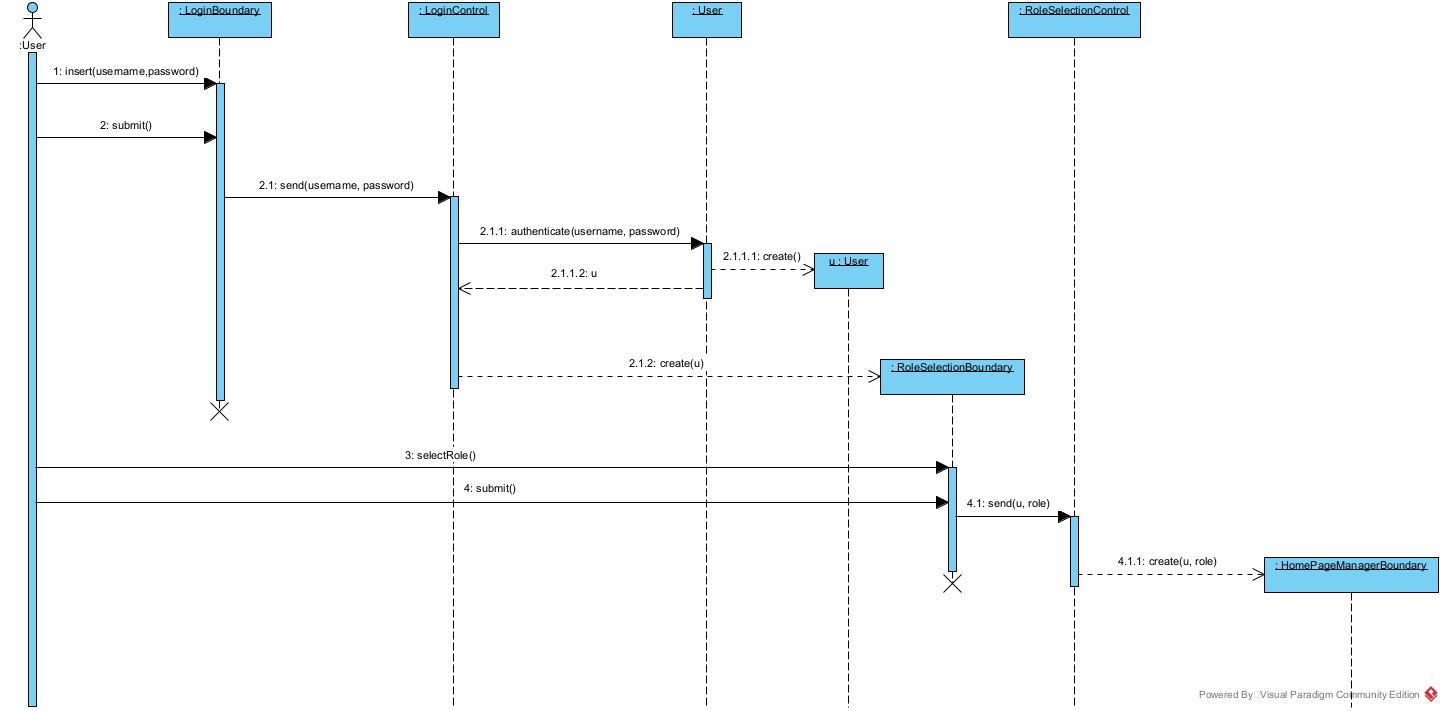 : LoginBoundary
: LoginControl
: User
: RoleSelectionControl
:User
1: insert(username,password)
2: submit()
2.1: send(username, password)
2.1.1: authenticate(username, password)
2.1.1.1: create()
u : User
2.1.1.2: u
2.1.2: create(u)
: RoleSelectionBoundary
3: selectRole()
4: submit()
4.1: send(u, role)
4.1.1: create(u, role)
: HomePageManagerBoundary
Powered By Visual Paradigm Community Edition